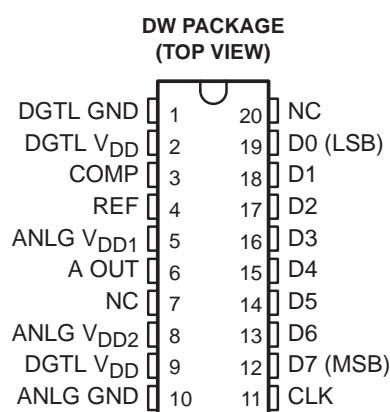 DW PACKAGE
(TOP VIEW)
DGTL GND 1 20 NC
DGTL VDD 2 19 D0 (LSB)
COMP 3 18 D1
REF 4 17 D2
ANLG VDD1 5 16 D3
A OUT 6 15 D4
NC 7 14 D5
ANLG VDD2 8 13 D6
DGTL VDD 9 12 D7 (MSB)
ANLG GND 10 11 CLK